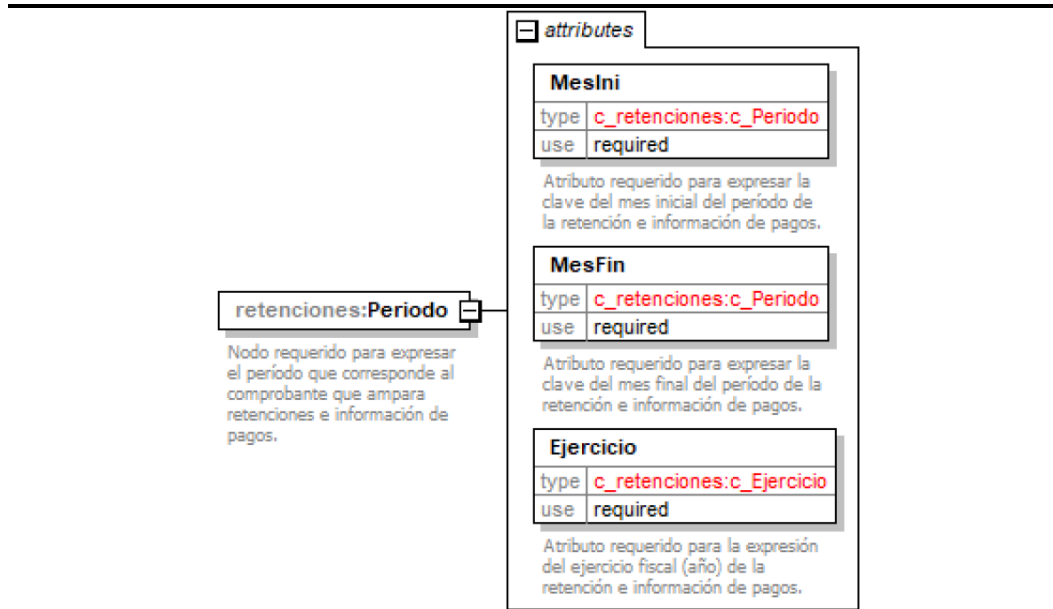 attributes
MesIni
type c_retenciones:c_Periodo
use required
Atributo requerido para expresar la
clave del mes inicial del período de
la retención e información de pagos.
MesFin
type c_retenciones:c_Periodo
use required
Atributo requerido para expresar la
clave del mes final del período de la
retención e información de pagos.
retenciones:Periodo
Nodo requerido para expresar
el período que corresponde al
comprobante que ampara
retenciones e información de
pagos.
Ejercicio
type c_retenciones:c_Ejercicio
use required
Atributo requerido para la expresión
del ejercicio fiscal (año) de la
retención e información de pagos.